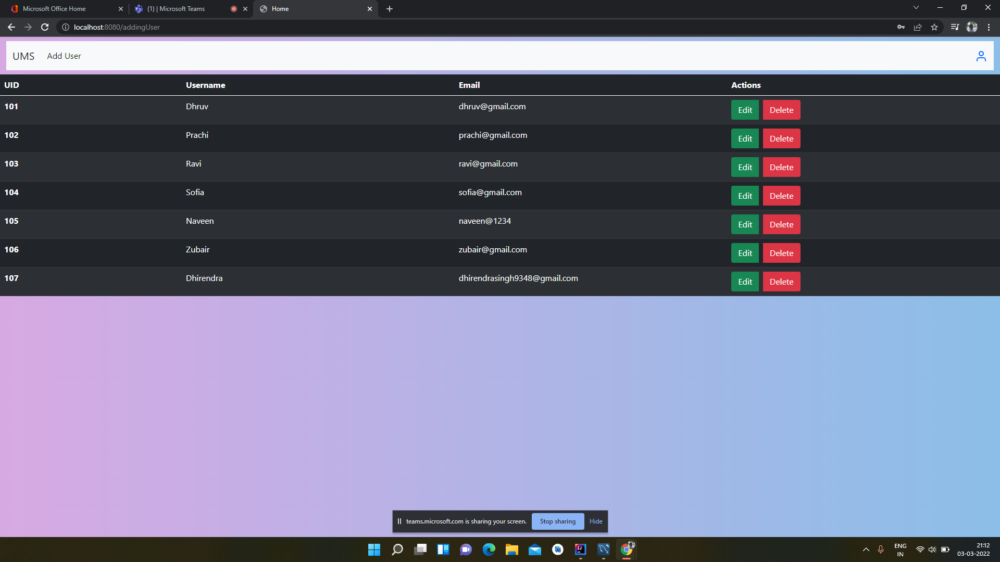 Microsoft Office Home
(1) | Microsoft Teams
Home
localhost:8080/addingUser
UMS Add User
UID Username Email Actions
101 Dhruv dhruv@gmail.com Edit Delete
102 Prachi prachi@gmail.com Edit Delete
103 Ravi ravi@gmail.com Edit Delete
104 Sofia sofia@gmail.com Edit Delete
105 Naveen naveen@1234 Edit Delete
106 Zubair zubair@gmail.com Edit Delete
107 Dhirendra dhirendrasingh9348@gmail.com Edit Delete
teams.microsoft.com is sharing your screen. Stop sharing Hide
ENG
IN
21:12
03-03-2022